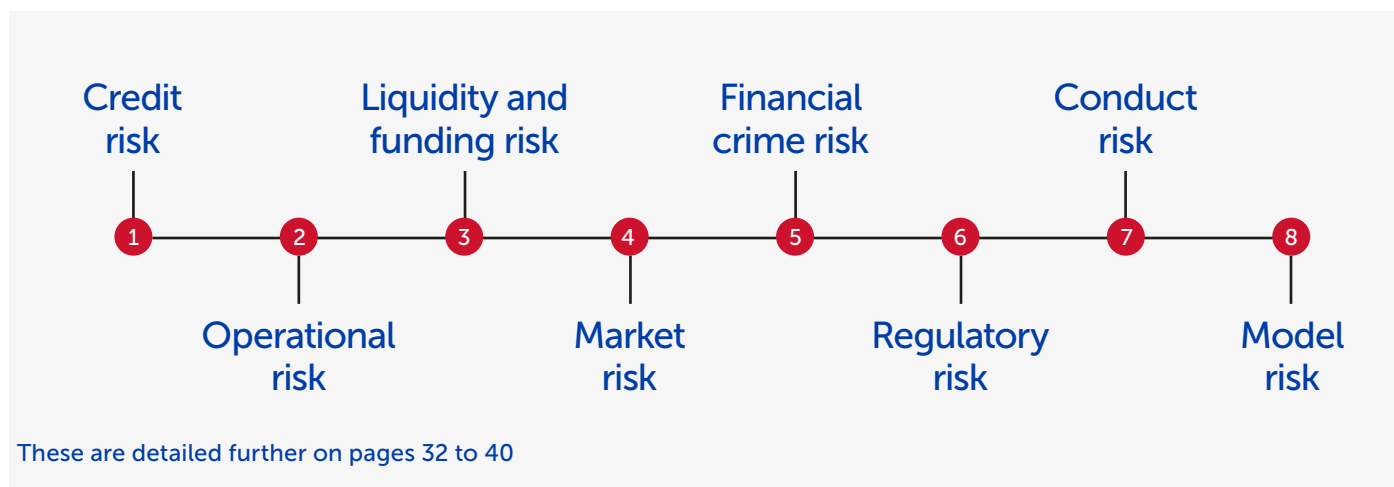 Credit
risk
Liquidity and
funding risk
Financial
crime risk
Conduct
risk
1
2
3
4
5
6
7
8
Operational
risk
Market
risk
Regulatory
risk
Model
risk
These are detailed further on pages 32 to 40